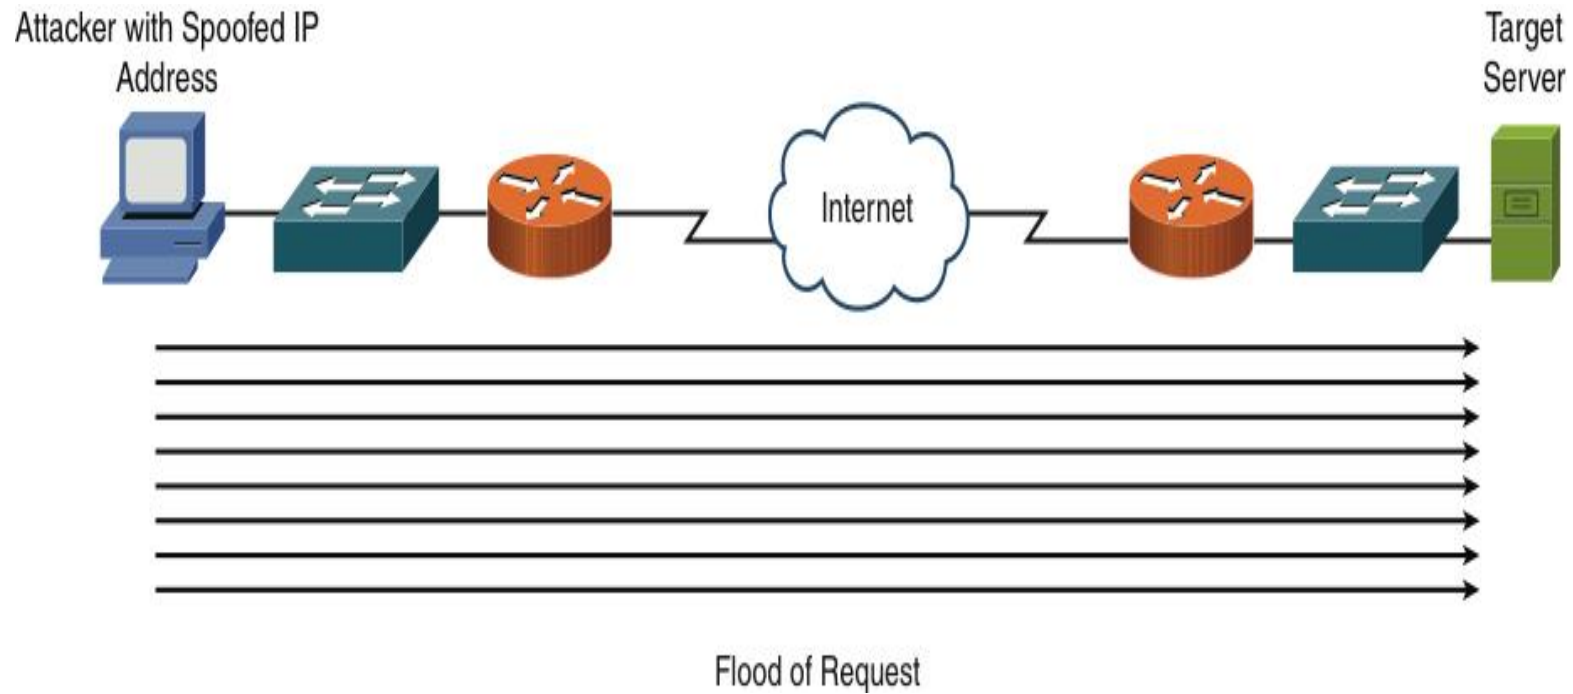 Attacker with Spoofed IP
Address
Target
Server
Internet
Flood of Request